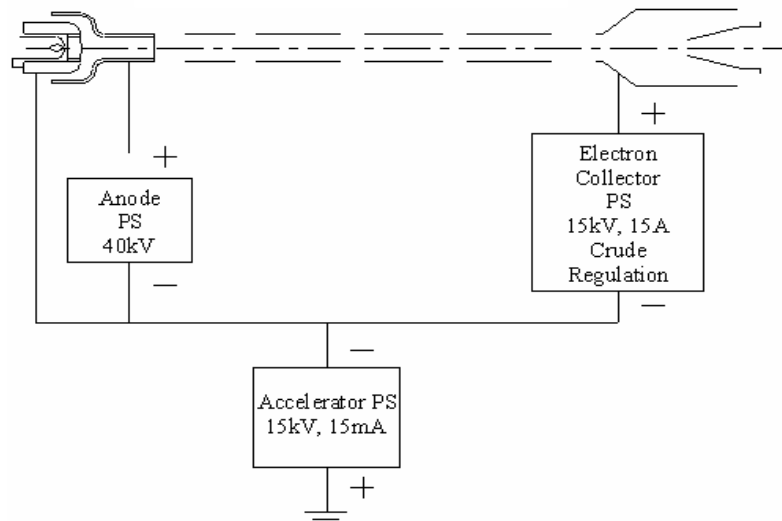 +
Anode
PS
40kV
—
+
Electron
Collector
PS
15kV, 15A
Crude
Regulation
—
—
Accelerator PS
15kV, 15mA
+